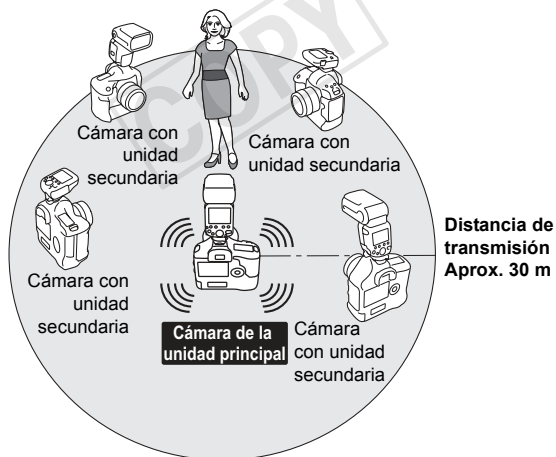 COPY
Cámara con
unidad
secundaria
Cámara con
unidad secundaria
Cámara con
unidad
secundaria
Distancia de
transmisión
Aprox. 30 m
Cámara de la
unidad principal
Cámara
con unidad
secundaria